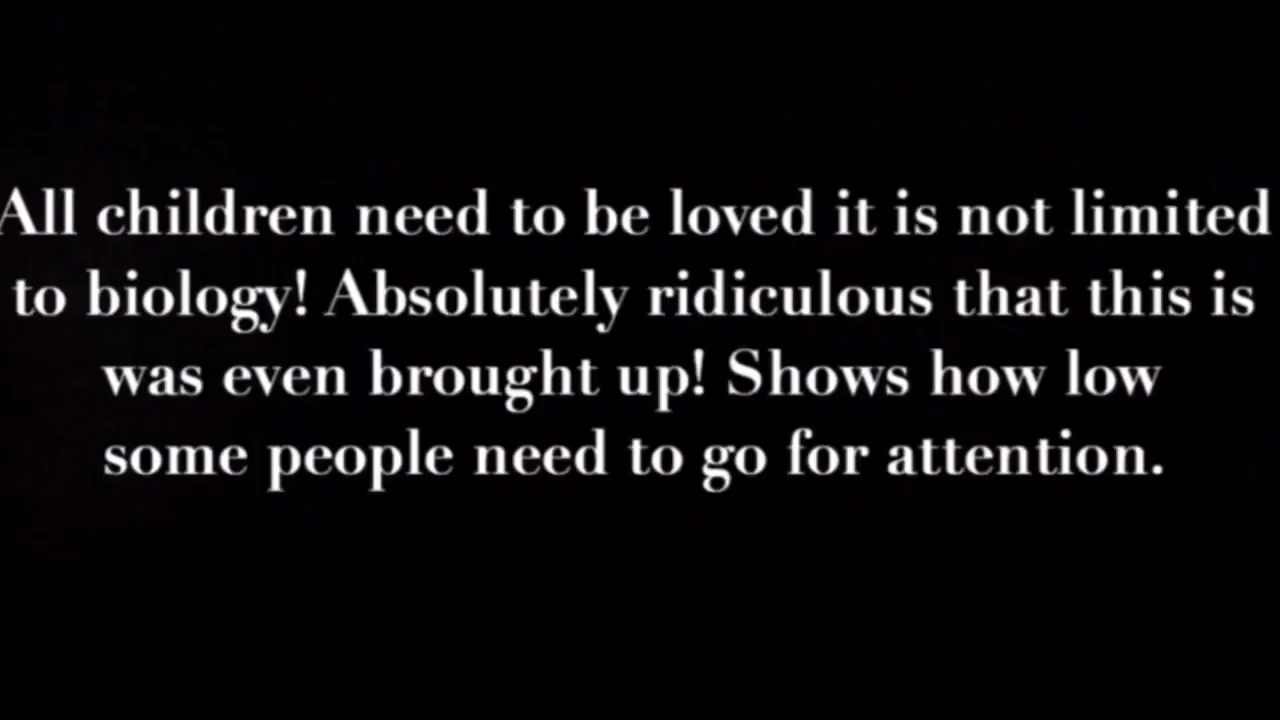 All children need to be loved it is not limited
to biology! Absolutely ridiculous that this is
was even brought up! Shows how low
some people need to go for attention.